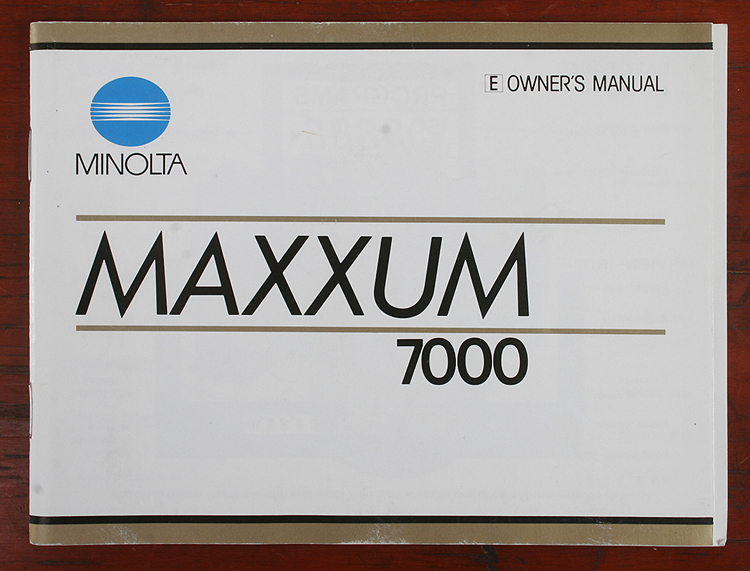 E OWNER'S MANUAL
MINOLTA
MAXXUM
7000